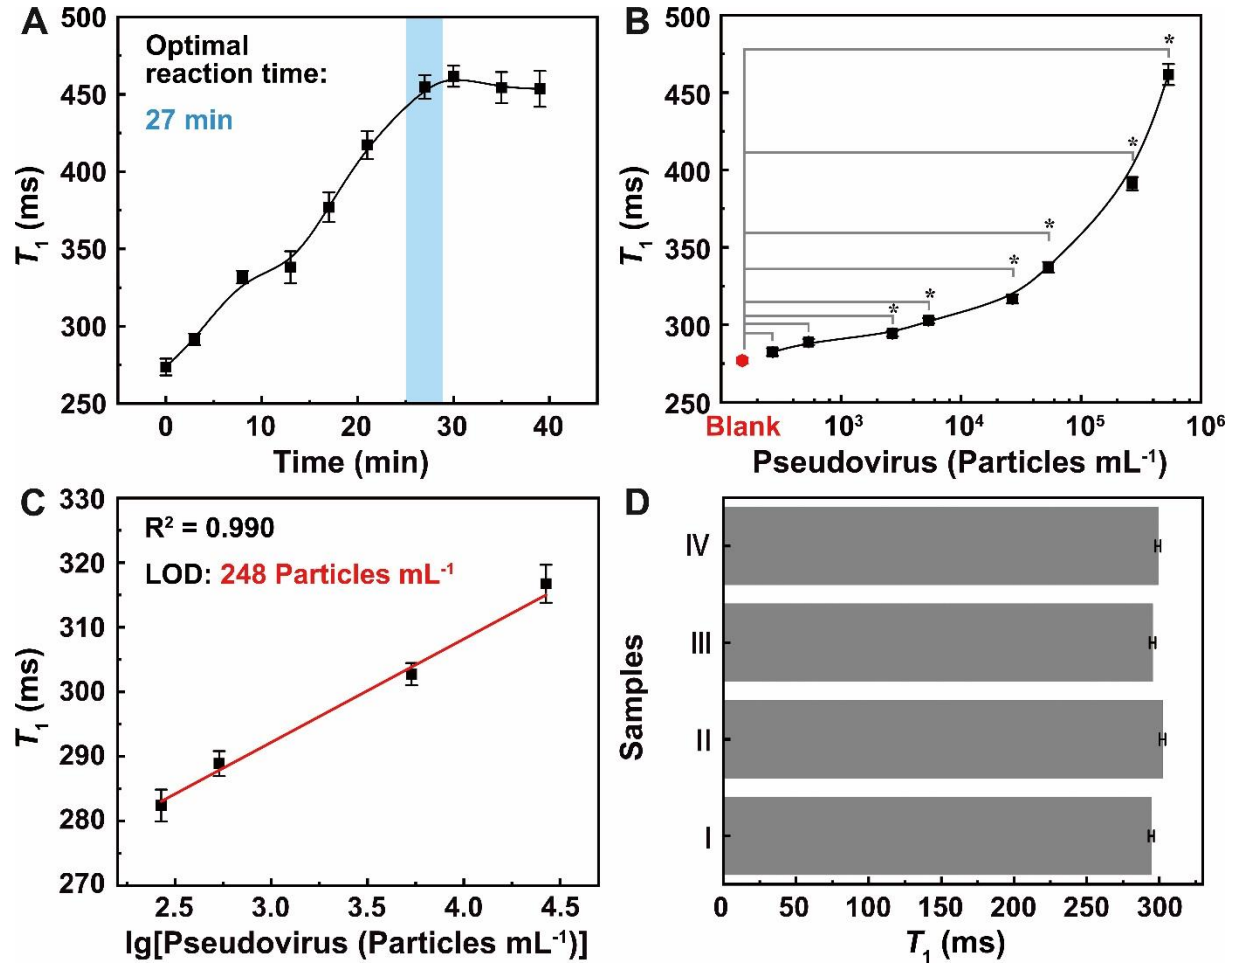 A
500
450
400
350
300
250
T₁ (ms)
Optimal
reaction time:
27 min
0
10
20
30
40
Time (min)
B
500
450
400
350
300
250
T₁ (ms)
*
*
*
*
*
*
Blank
10³
10⁴
10⁵
10⁶
Pseudovirus (Particles mL⁻¹)
C
330
320
310
300
290
280
270
T₁ (ms)
R² = 0.990
LOD: 248 Particles mL⁻¹
2.5
3.0
3.5
4.0
4.5
lg[Pseudovirus (Particles mL⁻¹)]
D
Samples
IV
III
II
I
0
50
100
150
200
250
300
T₁ (ms)